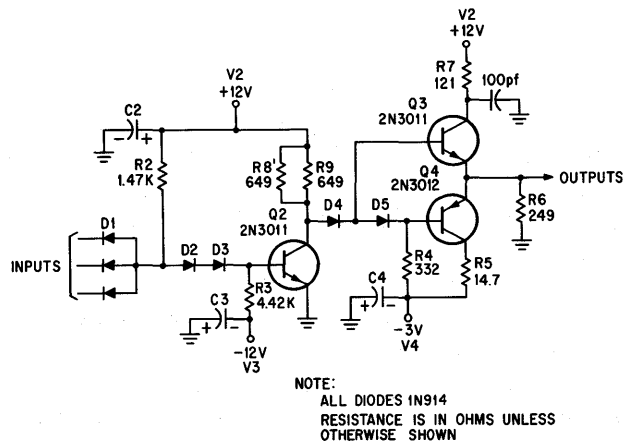 V2
+12V
R7
121
100pf
Q3
2N3011
V2
+12V
C2
- +
R2
1.47K
R8'
649
R9
649
Q4
2N3012
OUTPUTS
D4
D5
R6
249
Q2
2N3011
D1
INPUTS
D2
D3
R3
4.42K
R4
332
R5
14.7
C3
+ -
C4
+ -
-12V
V3
-3V
V4
NOTE:
ALL DIODES 1N914
RESISTANCE IS IN OHMS UNLESS
OTHERWISE SHOWN